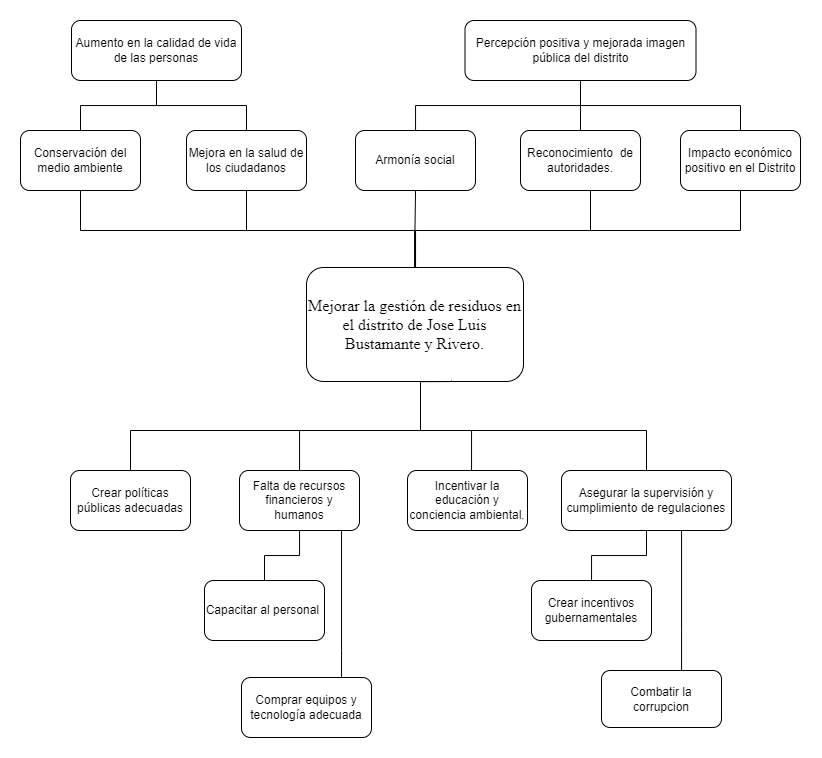 Aumento en la calidad de vida
de las personas
Percepción positiva y mejorada imagen
pública del distrito
Conservación del
medio ambiente
Mejora en la salud de
los ciudadanos
Armonía social
Reconocimiento de
autoridades.
Impacto económico
positivo en el Distrito
Mejorar la gestión de residuos en
el distrito de Jose Luis
Bustamante y Rivero.
Crear políticas
públicas adecuadas
Falta de recursos
financieros y
humanos
Incentivar la
educación y
conciencia ambiental.
Asegurar la supervisión y
cumplimiento de regulaciones
Capacitar al personal
Crear incentivos
gubernamentales
Comprar equipos y
tecnología adecuada
Combatir la
corrupcion